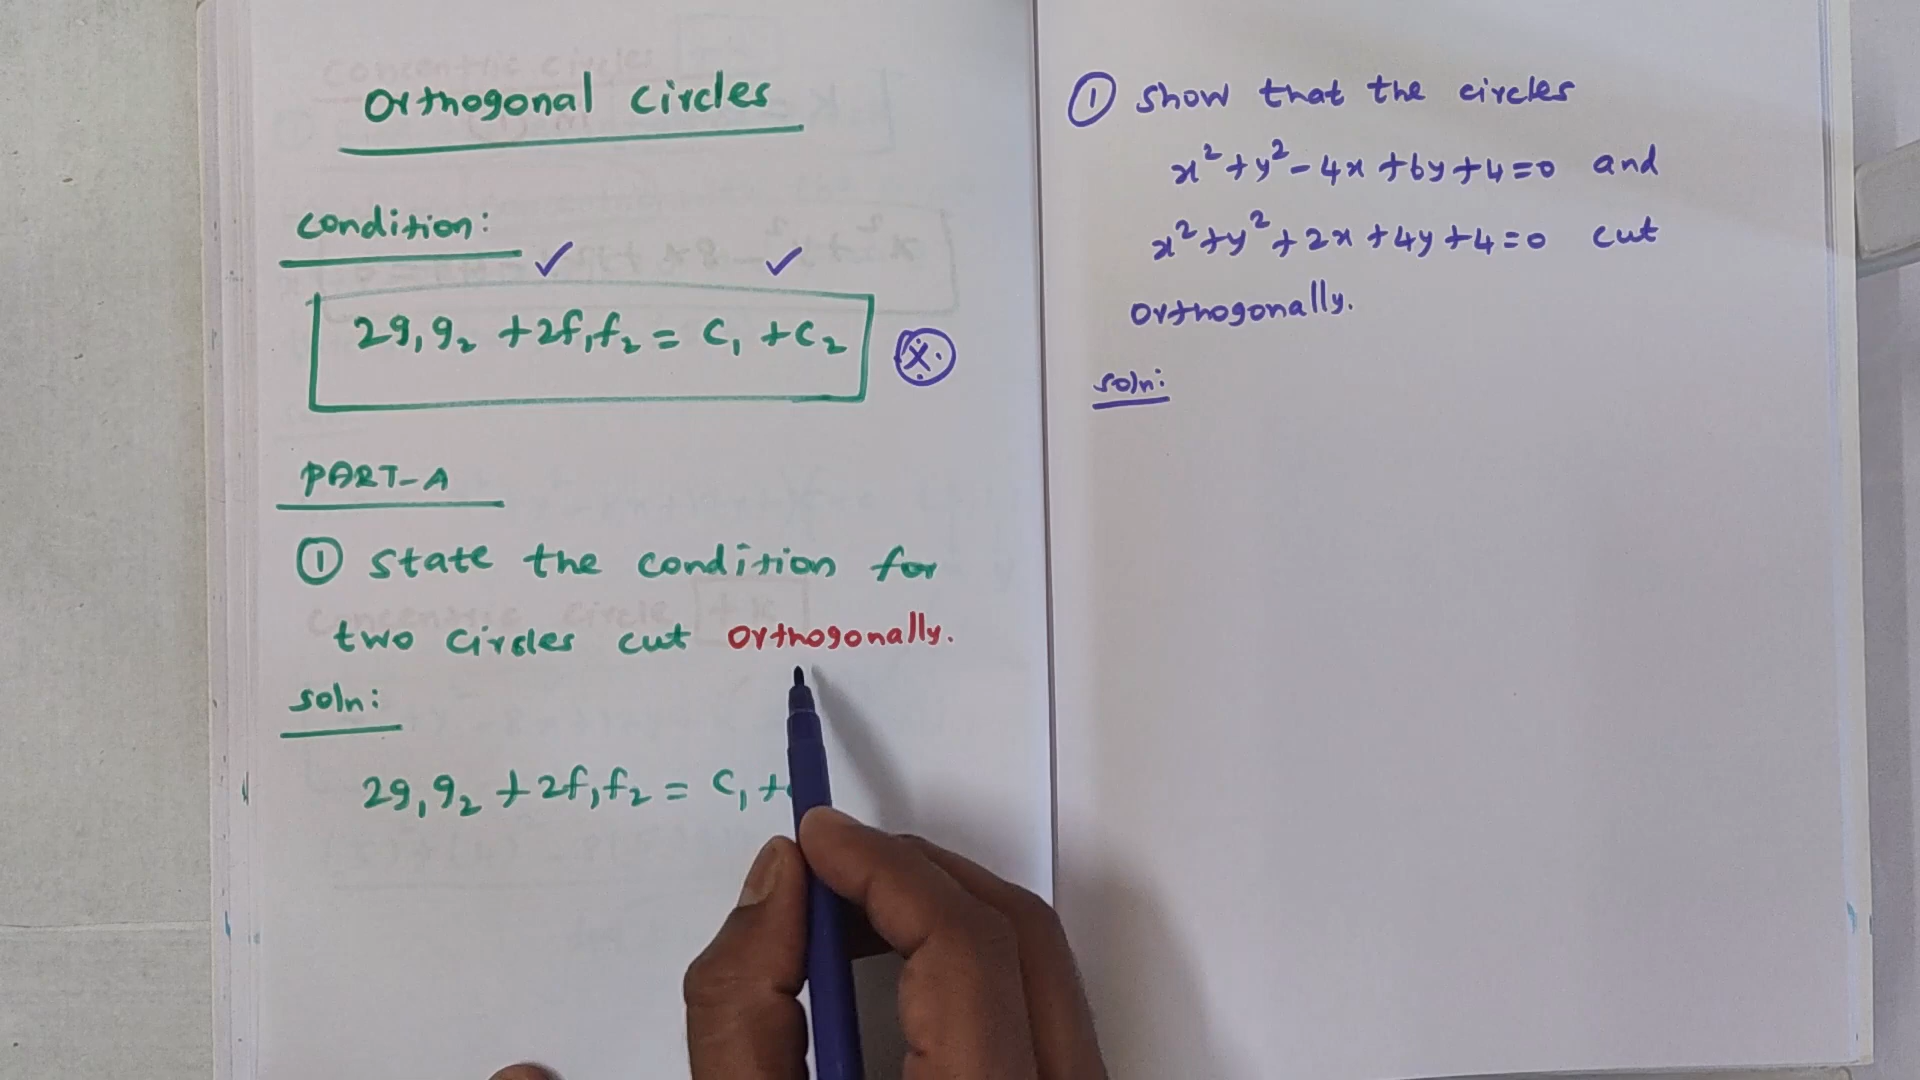 Orthogonal circles
condition:
2g₁g₂ + 2f₁f₂ = c₁ + c₂
PART-A
① state the condition for
two circles cut orthogonally.
soln:
2g₁g₂ + 2f₁f₂ = c₁ +
① show that the circles
x² + y² - 4x + 6y + 4 = 0 and
x² + y² + 2x + 4y + 4 = 0 cut
orthogonally.
soln: